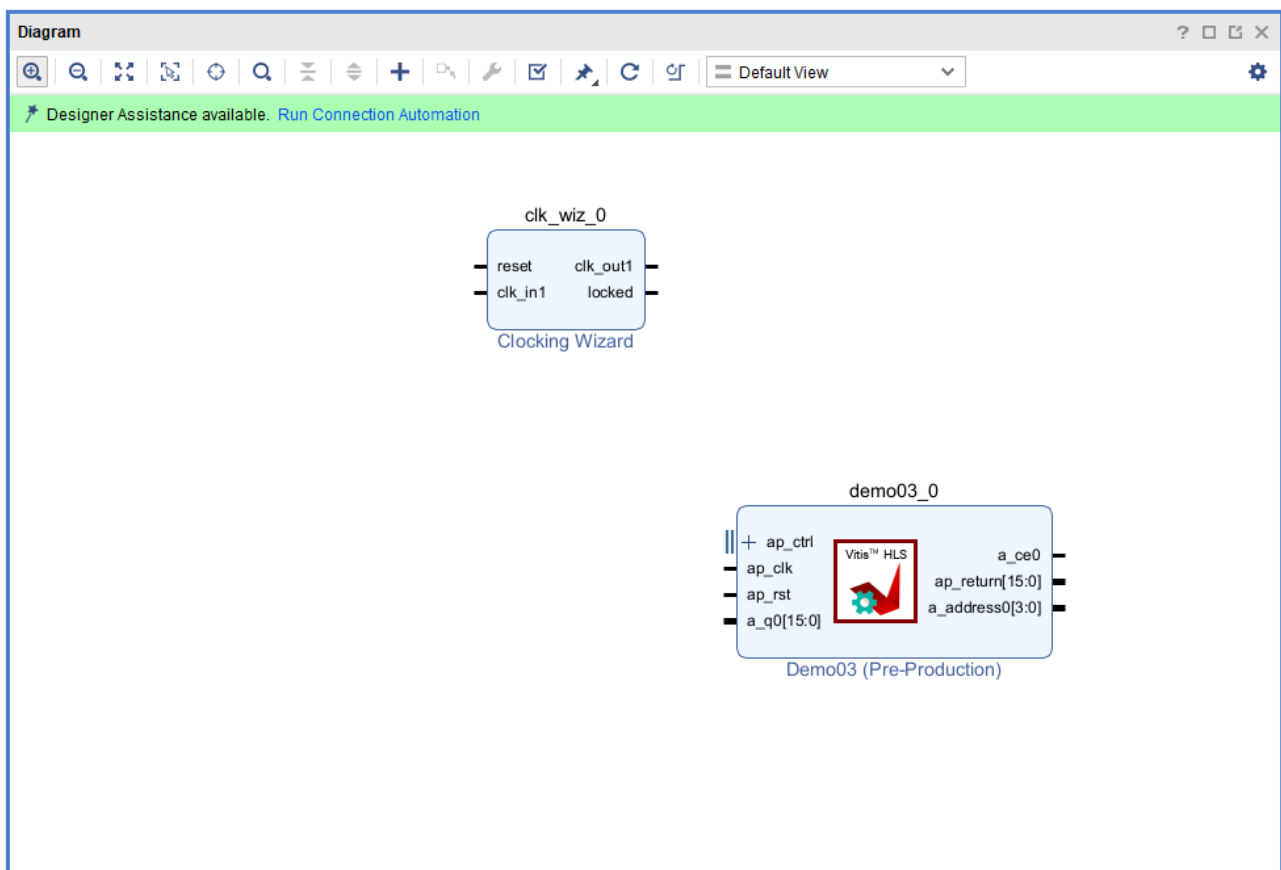 Diagram
Default View
Designer Assistance available. Run Connection Automation
clk_wiz_0
reset clk_out1
clk_in1 locked
Clocking Wizard
demo03_0
ap_ctrl
ap_clk
ap_rst
a_q0[15:0]
Vitis™ HLS
a_ce0
ap_return[15:0]
a_address0[3:0]
Demo03 (Pre-Production)